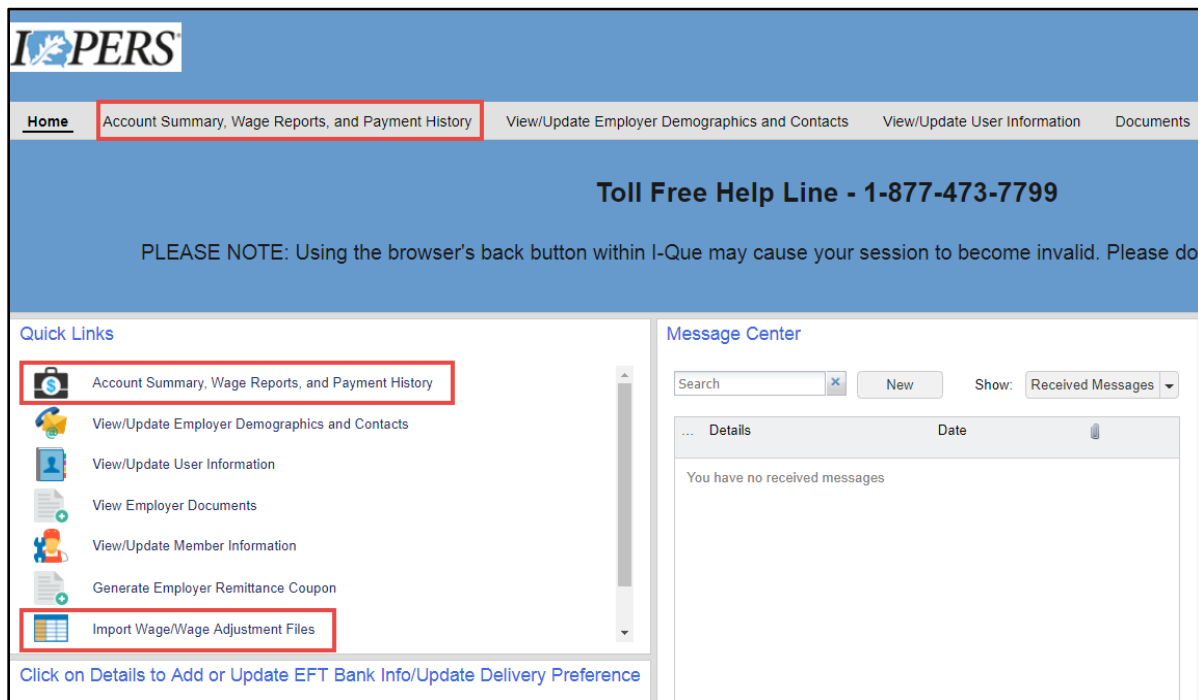 IPERS
Home Account Summary, Wage Reports, and Payment History View/Update Employer Demographics and Contacts View/Update User Information Documents
Toll Free Help Line - 1-877-473-7799
PLEASE NOTE: Using the browser's back button within I-Que may cause your session to become invalid. Please do
Quick Links
Account Summary, Wage Reports, and Payment History
View/Update Employer Demographics and Contacts
View/Update User Information
View Employer Documents
View/Update Member Information
Generate Employer Remittance Coupon
Import Wage/Wage Adjustment Files
Click on Details to Add or Update EFT Bank Info/Update Delivery Preference
Message Center
Search New Show: Received Messages
... Details Date
You have no received messages